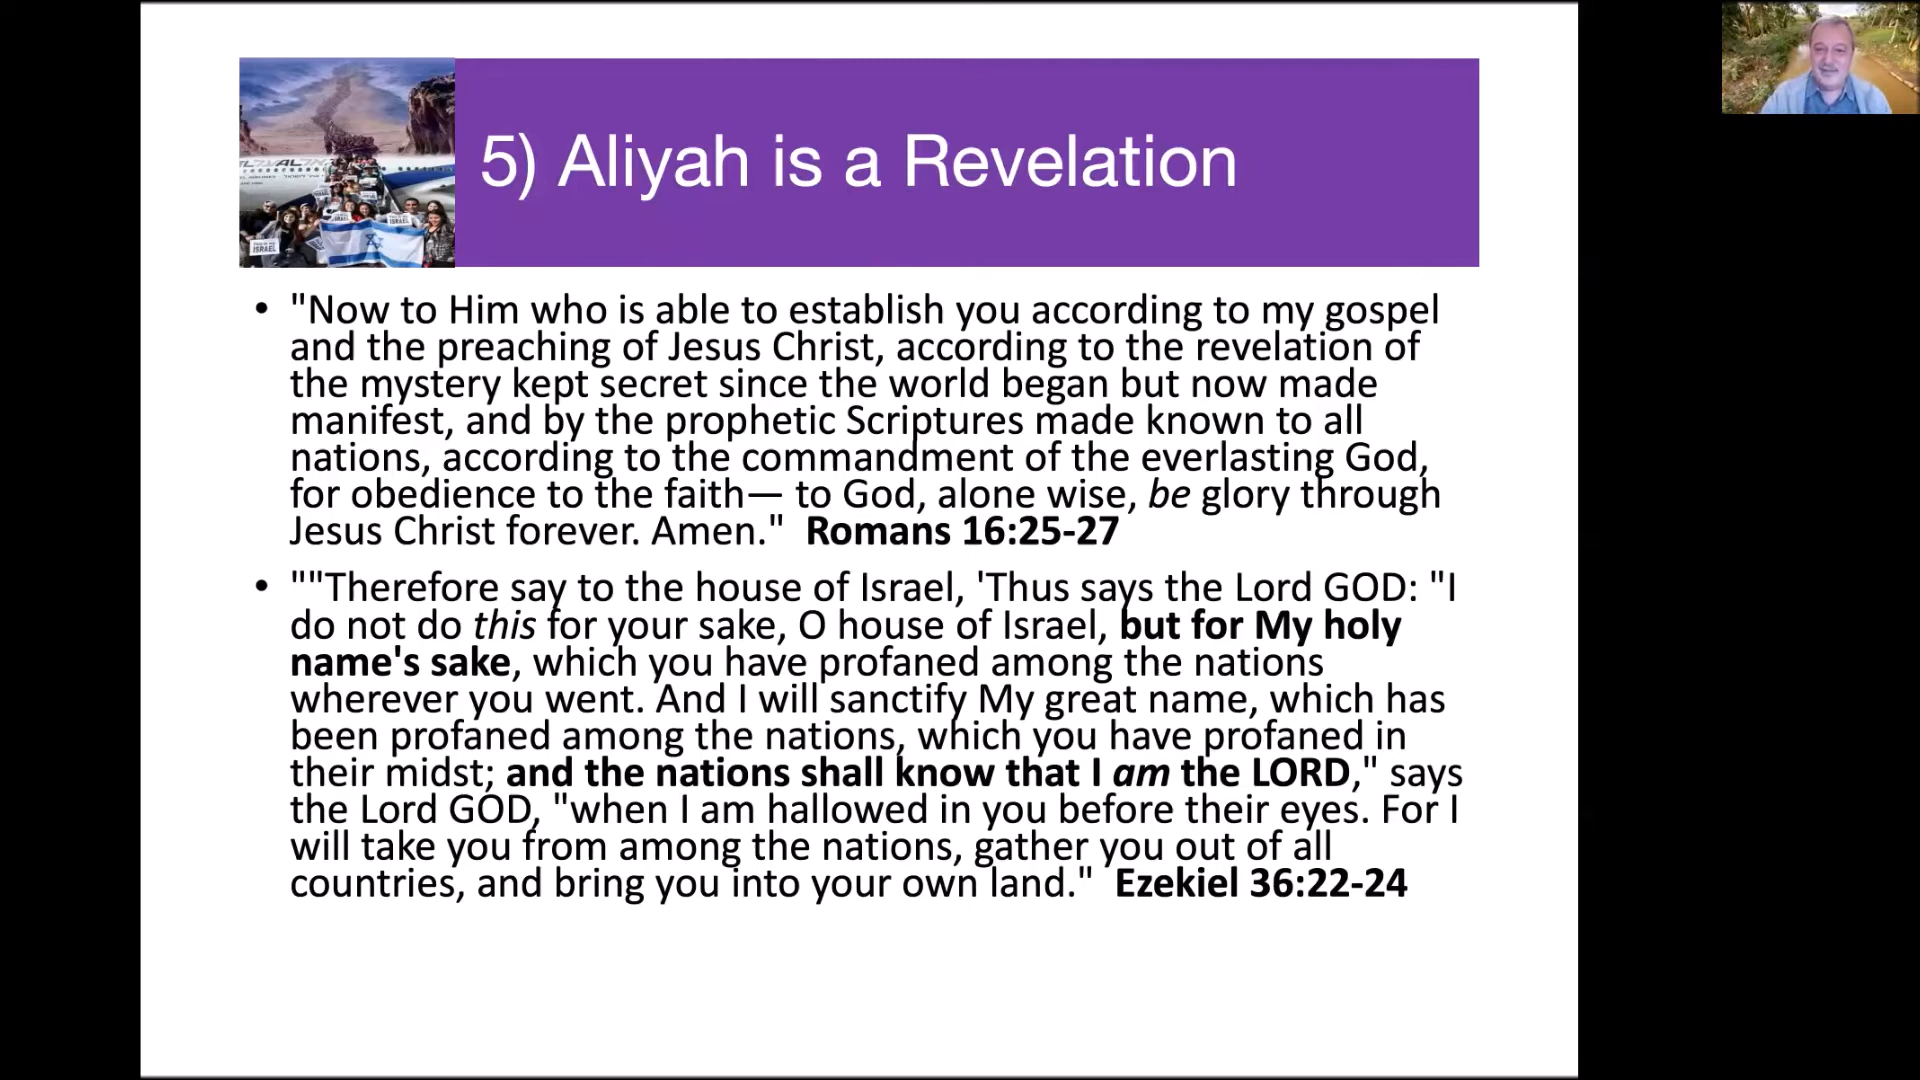 5) Aliyah is a Revelation
• "Now to Him who is able to establish you according to my gospel
and the preaching of Jesus Christ, according to the revelation of
the mystery kept secret since the world began but now made
manifest, and by the prophetic Scriptures made known to all
nations, according to the commandment of the everlasting God,
for obedience to the faith— to God, alone wise, be glory through
Jesus Christ forever. Amen."  Romans 16:25-27
• ""Therefore say to the house of Israel, 'Thus says the Lord GOD: "I
do not do this for your sake, O house of Israel, but for My holy
name's sake, which you have profaned among the nations
wherever you went. And I will sanctify My great name, which has
been profaned among the nations, which you have profaned in
their midst; and the nations shall know that I am the LORD," says
the Lord GOD, "when I am hallowed in you before their eyes. For I
will take you from among the nations, gather you out of all
countries, and bring you into your own land."  Ezekiel 36:22-24
ISRAEL